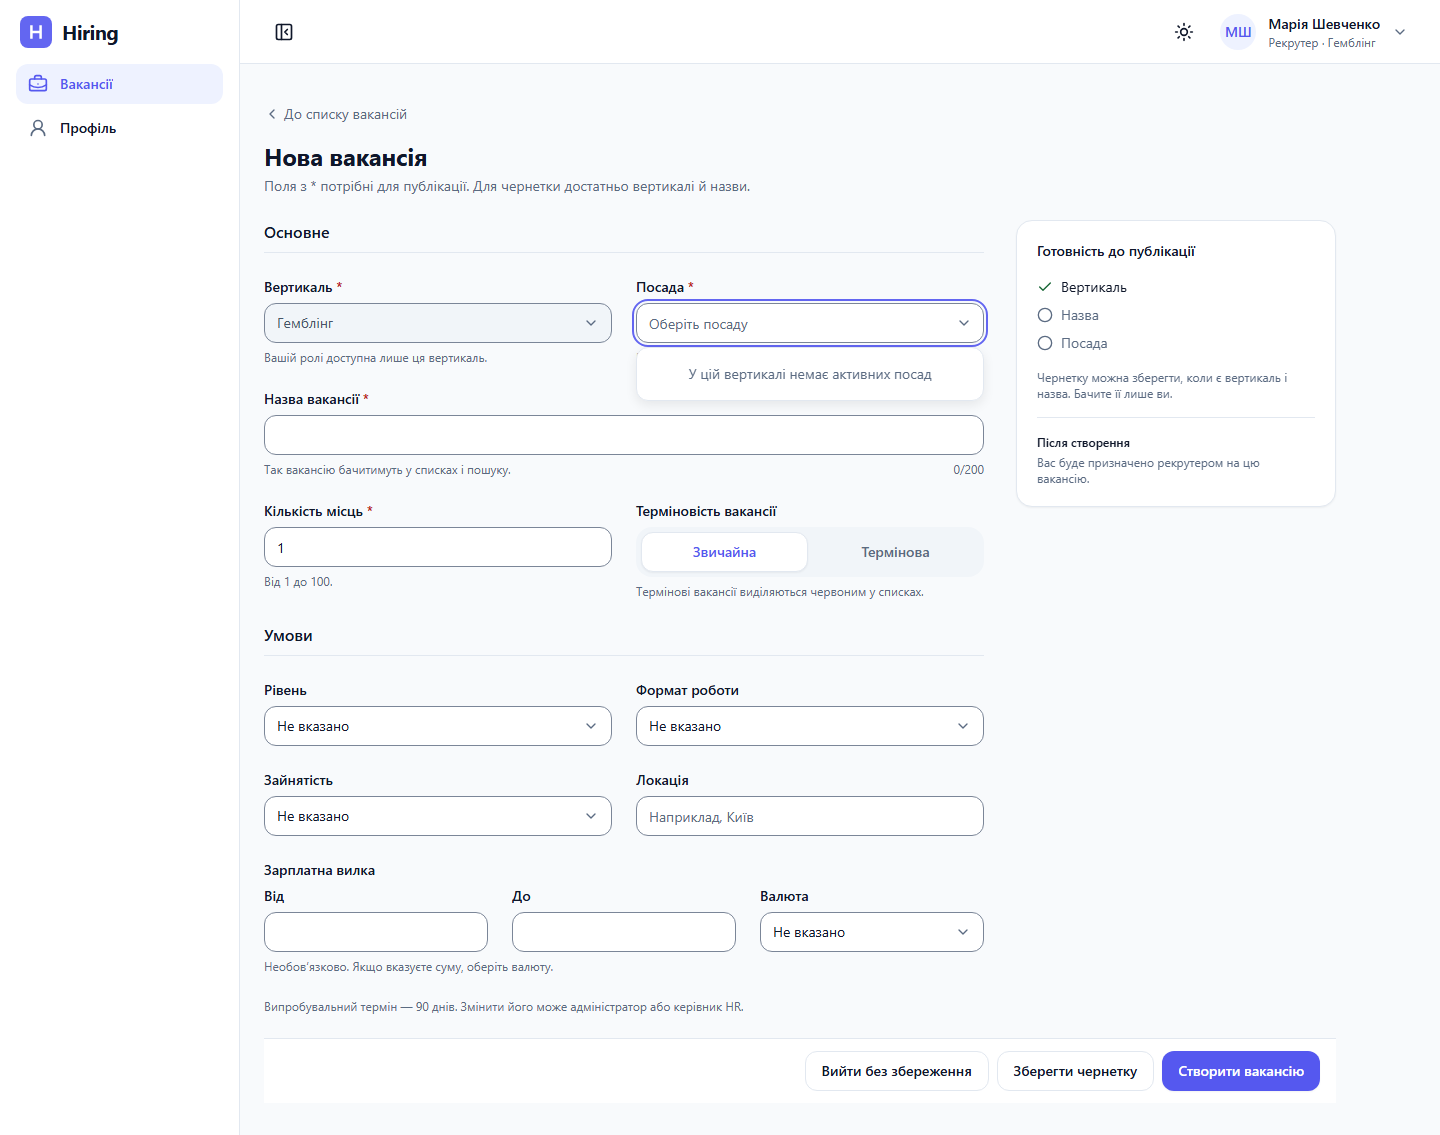 H Hiring
Вакансії
Профіль
МШ
Марія Шевченко
Рекрутер · Гемблінг
До списку вакансій
Нова вакансія
Поля з * потрібні для публікації. Для чернетки достатньо вертикалі й назви.
Основне
Вертикаль *
Гемблінг
Вашій ролі доступна лише ця вертикаль.
Посада *
Оберіть посаду
У цій вертикалі немає активних посад
Назва вакансії *
Так вакансію бачитимуть у списках і пошуку.
0/200
Кількість місць *
1
Від 1 до 100.
Терміновість вакансії
Звичайна
Термінова
Термінові вакансії виділяються червоним у списках.
Умови
Рівень
Не вказано
Формат роботи
Не вказано
Зайнятість
Не вказано
Локація
Наприклад, Київ
Зарплатна вилка
Від
До
Валюта
Не вказано
Необов'язково. Якщо вказуєте суму, оберіть валюту.
Випробувальний термін — 90 днів. Змінити його може адміністратор або керівник HR.
Вийти без збереження
Зберегти чернетку
Створити вакансію
Готовність до публікації
Вертикаль
Назва
Посада
Чернетку можна зберегти, коли є вертикаль і
назва. Бачите її лише ви.
Після створення
Вас буде призначено рекрутером на цю
вакансію.